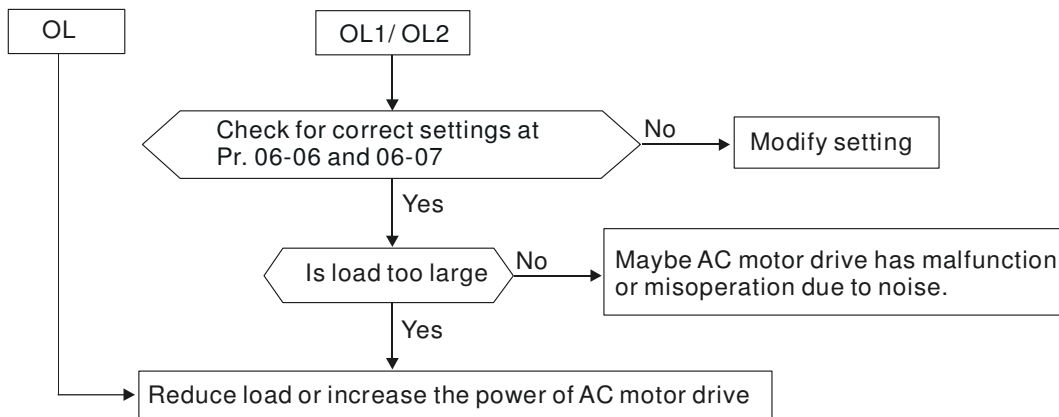 OL
OL1/ OL2
Check for correct settings at
Pr. 06-06 and 06-07
No
Modify setting
Yes
Is load too large
No
Maybe AC motor drive has malfunction
or misoperation due to noise.
Yes
Reduce load or increase the power of AC motor drive